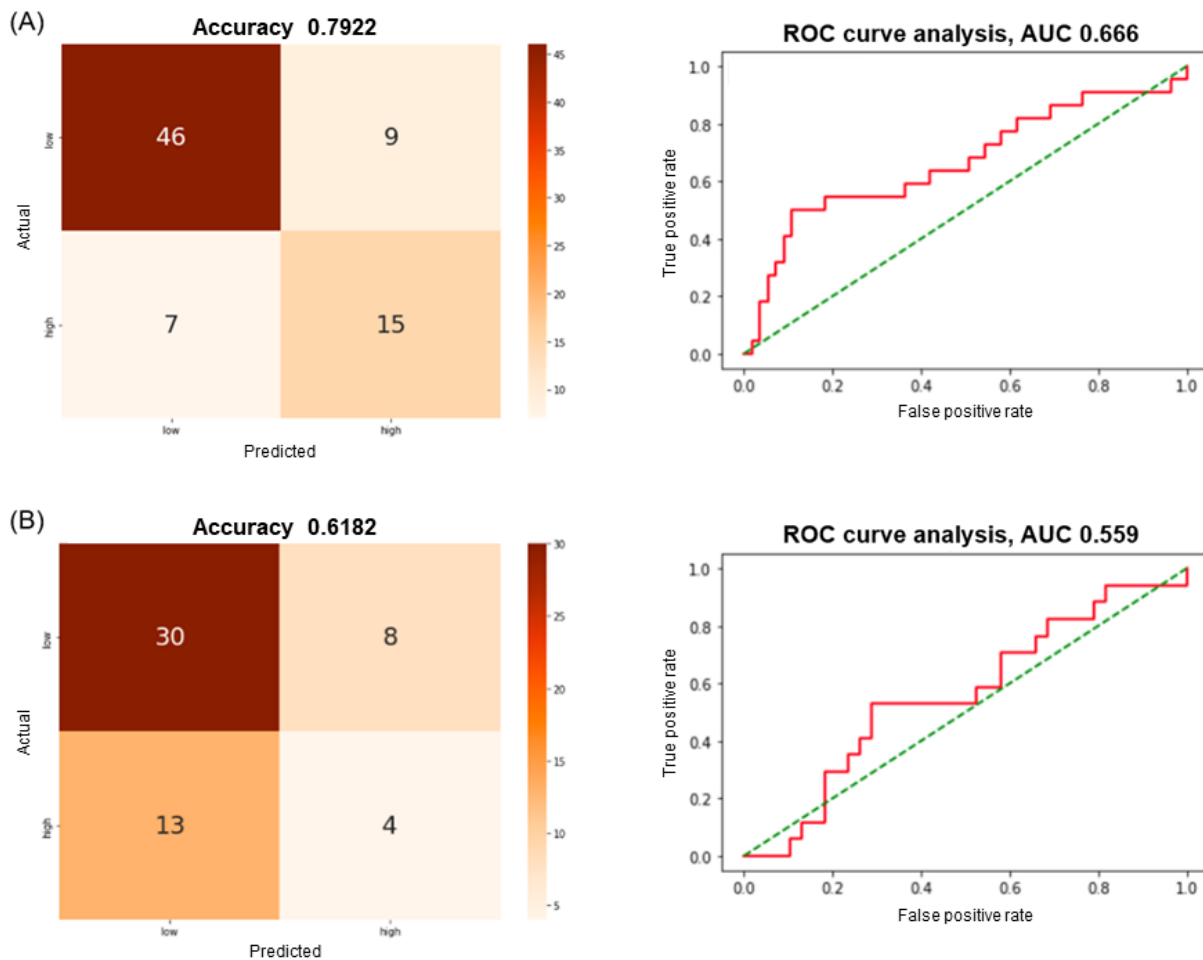 (A)
Accuracy 0.7922
46 9
7 15
low
high
Actual
low high
Predicted
45
40
35
30
25
20
15
10
ROC curve analysis, AUC 0.666
1.0
0.8
0.6
0.4
0.2
0.0
True positive rate
0.0 0.2 0.4 0.6 0.8 1.0
False positive rate
(B)
Accuracy 0.6182
30 8
13 4
low
high
Actual
low high
Predicted
30
25
20
15
10
5
ROC curve analysis, AUC 0.559
1.0
0.8
0.6
0.4
0.2
0.0
True positive rate
0.0 0.2 0.4 0.6 0.8 1.0
False positive rate